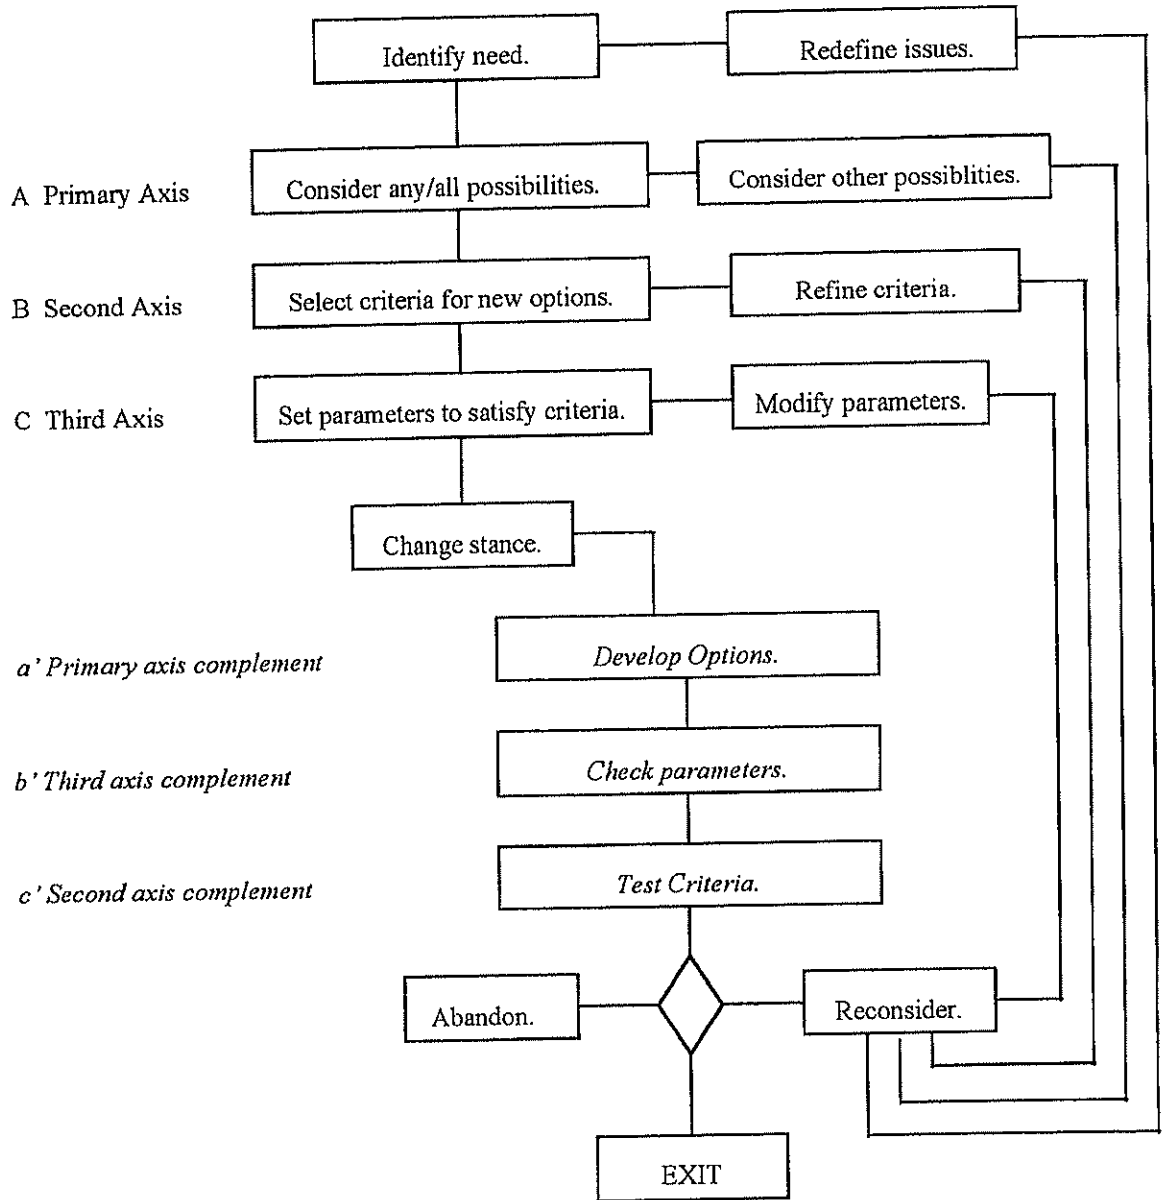 Identify need.
Redefine issues.
A Primary Axis
Consider any/all possibilities.
Consider other possiblities.
B Second Axis
Select criteria for new options.
Refine criteria.
C Third Axis
Set parameters to satisfy criteria.
Modify parameters.
Change stance.
a' Primary axis complement
Develop Options.
b' Third axis complement
Check parameters.
c' Second axis complement
Test Criteria.
Abandon.
Reconsider.
EXIT